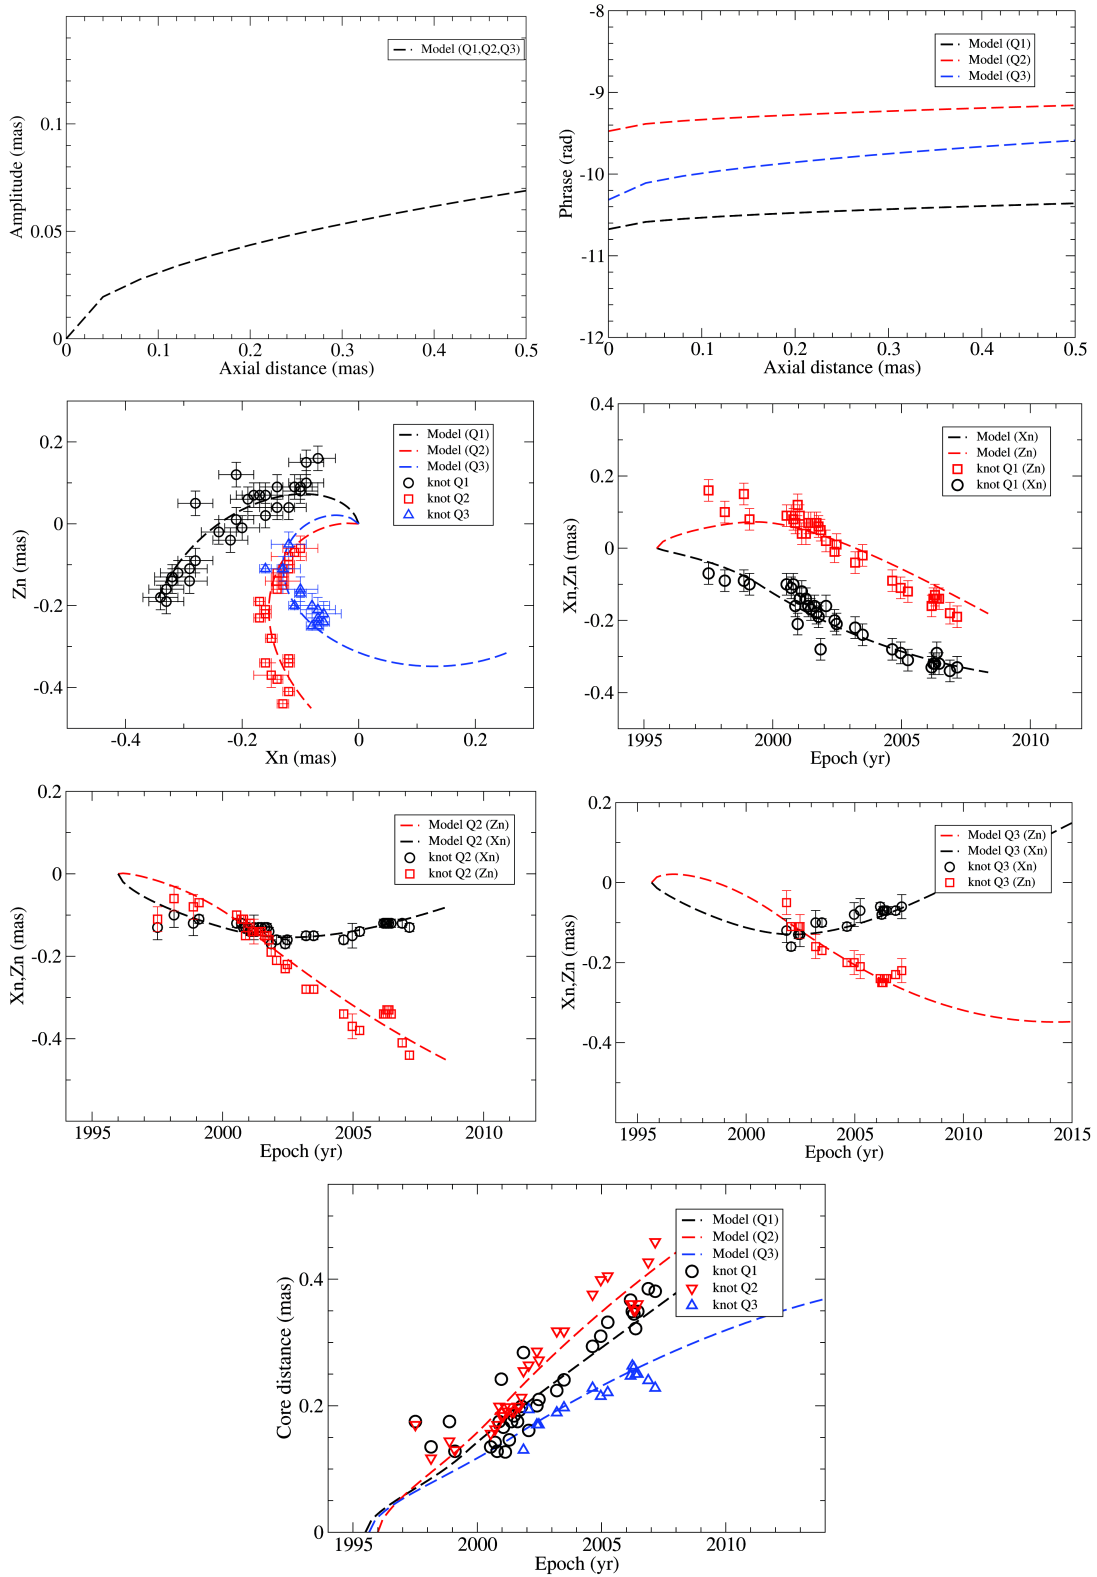 Model (Q1,Q2,Q3)
0.1
0.05
0
0
0.1
0.2
0.3
0.4
0.5
Amplitude (mas)
Axial distance (mas)
Model (Q1)
Model (Q2)
Model (Q3)
-8
-9
-10
-11
-12
0
0.1
0.2
0.3
0.4
0.5
Phrase (rad)
Axial distance (mas)
Model (Q1)
Model (Q2)
Model (Q3)
knot Q1
knot Q2
knot Q3
0.2
0
-0.2
-0.4
-0.4
-0.2
0
0.2
Zn (mas)
Xn (mas)
Model (Xn)
Model (Zn)
knot Q1 (Zn)
knot Q1 (Xn)
0.4
0.2
0
-0.2
-0.4
1995
2000
2005
2010
Xn,Zn (mas)
Epoch (yr)
Model Q2 (Zn)
Model Q2 (Xn)
knot Q2 (Xn)
knot Q2 (Zn)
0.2
0
-0.2
-0.4
1995
2000
2005
2010
Xn,Zn (mas)
Epoch (yr)
Model Q3 (Zn)
Model Q3 (Xn)
knot Q3 (Xn)
knot Q3 (Zn)
0.2
0
-0.2
-0.4
1995
2000
2005
2010
2015
Xn,Zn (mas)
Epoch (yr)
Model (Q1)
Model (Q2)
Model (Q3)
knot Q1
knot Q2
knot Q3
0.4
0.2
0
1995
2000
2005
2010
Core distance (mas)
Epoch (yr)